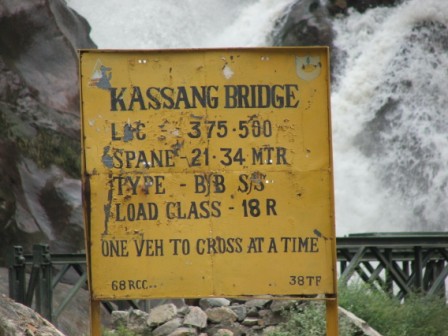 KASSANG BRIDGE
LOC - 375.500
SPANE - 21.34 MTR
TYPE - B/B S/S
LOAD CLASS - 18 R
ONE VEH TO CROSS AT A TIME
68 RCC 38 TF